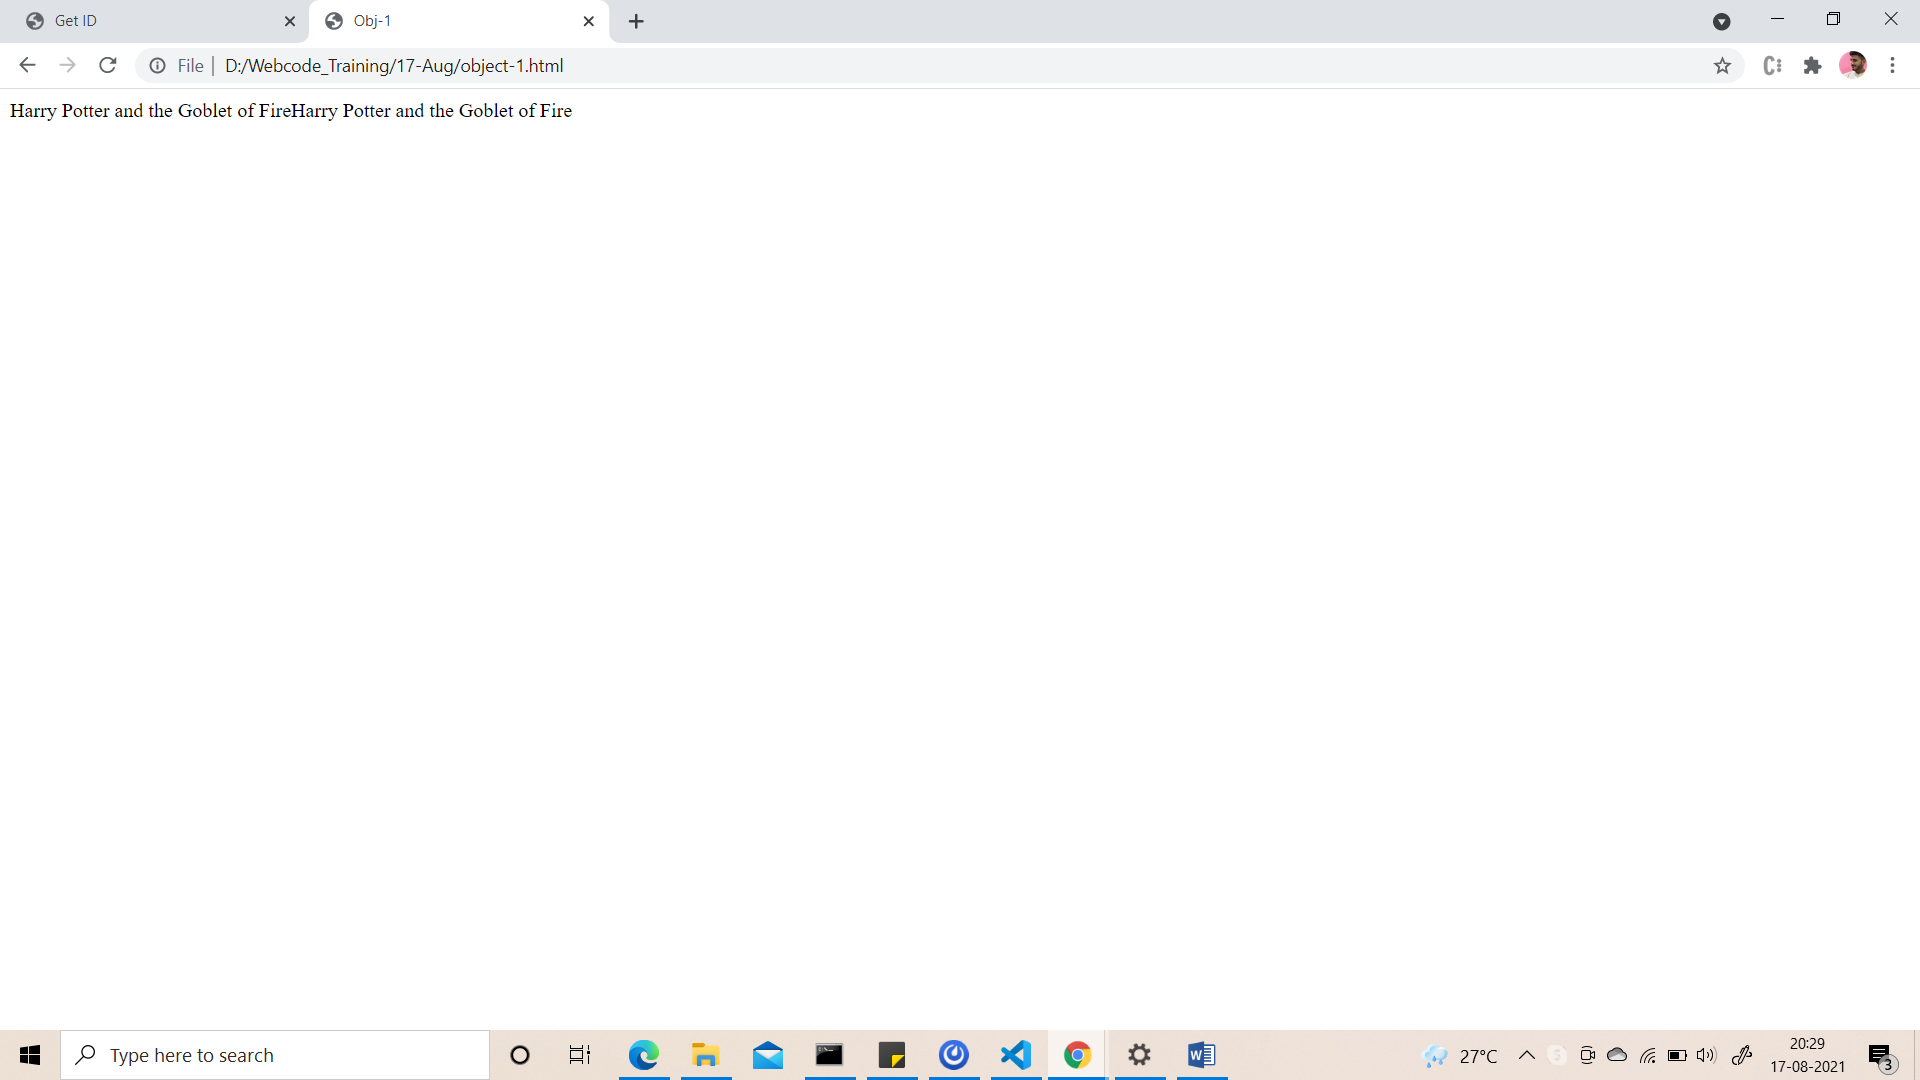 Get ID
Obj-1
File D:/Webcode_Training/17-Aug/object-1.html
Harry Potter and the Goblet of FireHarry Potter and the Goblet of Fire
Type here to search
27°C
20:29
17-08-2021
3